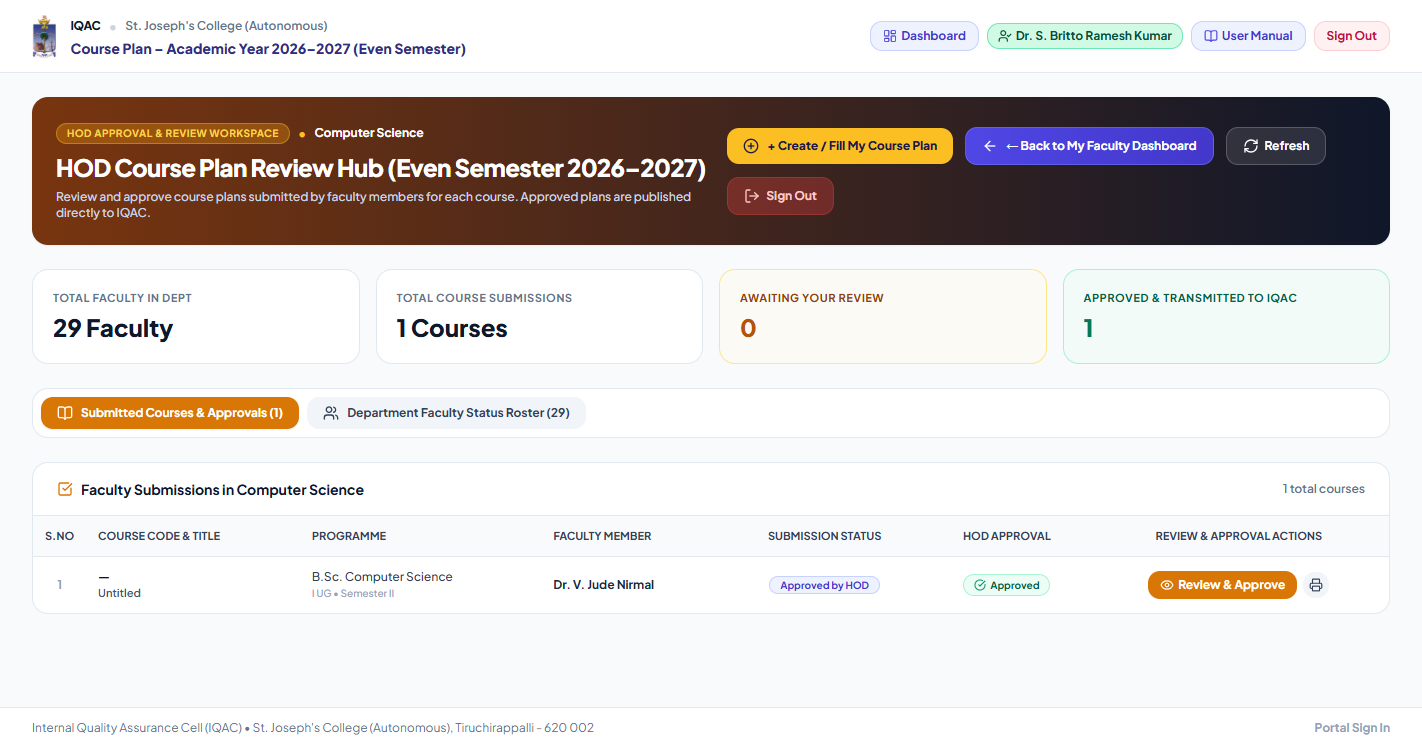 IQAC • St. Joseph's College (Autonomous)
Course Plan – Academic Year 2026–2027 (Even Semester)
Dashboard
Dr. S. Britto Ramesh Kumar
User Manual
Sign Out
HOD APPROVAL & REVIEW WORKSPACE • Computer Science
HOD Course Plan Review Hub (Even Semester 2026–2027)
Review and approve course plans submitted by faculty members for each course. Approved plans are published
directly to IQAC.
+ Create / Fill My Course Plan
← Back to My Faculty Dashboard
Refresh
Sign Out
TOTAL FACULTY IN DEPT
29 Faculty
TOTAL COURSE SUBMISSIONS
1 Courses
AWAITING YOUR REVIEW
0
APPROVED & TRANSMITTED TO IQAC
1
Submitted Courses & Approvals (1)
Department Faculty Status Roster (29)
Faculty Submissions in Computer Science
1 total courses
S.NO COURSE CODE & TITLE PROGRAMME FACULTY MEMBER SUBMISSION STATUS HOD APPROVAL REVIEW & APPROVAL ACTIONS
1 — B.Sc. Computer Science Dr. V. Jude Nirmal Approved by HOD Approved Review & Approve
Untitled I UG • Semester II
Internal Quality Assurance Cell (IQAC) • St. Joseph's College (Autonomous), Tiruchirappalli - 620 002
Portal Sign In